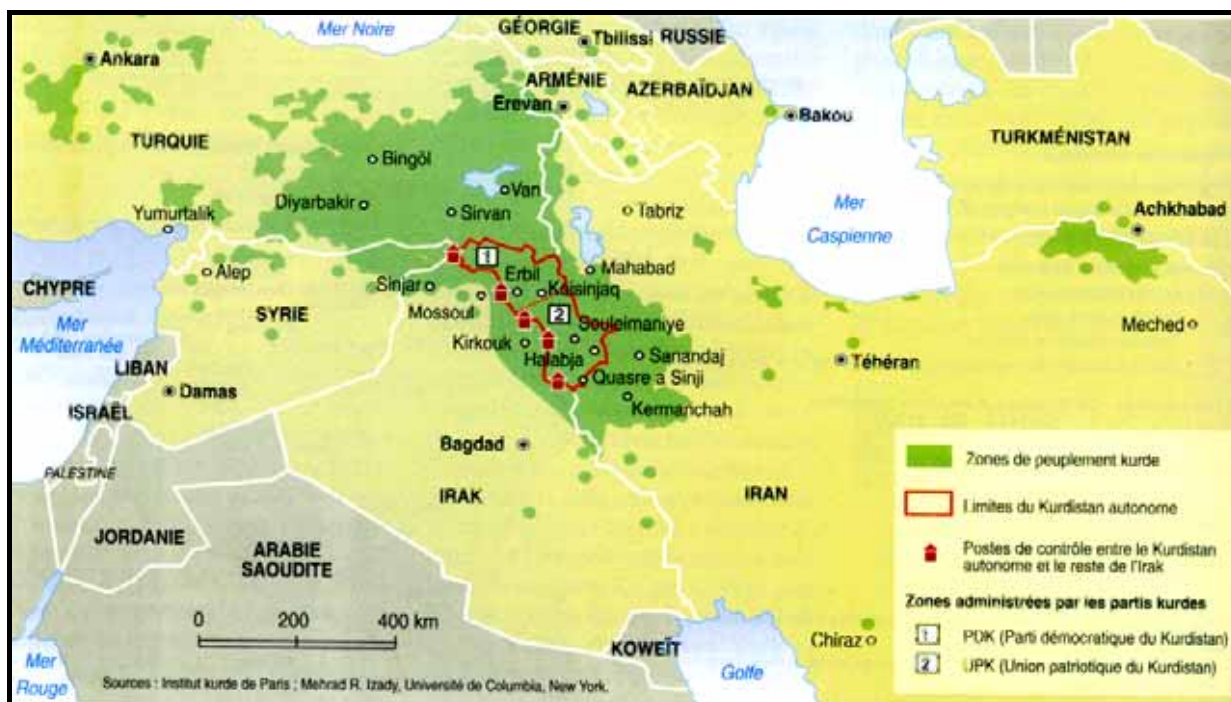 Mer Noire
GÉORGIE
Tbilissi
RUSSIE
Ankara
ARMÉNIE
AZERBAÏDJAN
Erevan
Bakou
TURQUIE
TURKMÉNISTAN
Bingöl
Van
Diyarbakir
Sirvan
Tabriz
Mer
Caspienne
Achkhabad
Yumurtalik
Alep
1
Erbil
Mahabad
CHYPRE
Sinjar
Koisinjaq
SYRIE
Mossoul
2
Souleimaniye
Mer
Méditerranée
Kirkouk
Halabja
Sanandaj
Meched
LIBAN
Téhéran
Damas
Quasre a Sinji
ISRAËL
Kermanchah
Bagdad
PALESTINE
IRAK
IRAN
JORDANIE
ARABIE
SAOUDITE
0 200 400 km
KOWEÏT
Chiraz
Mer
Rouge
Golfe
Sources : Institut kurde de Paris ; Mehrad R. Izady, Université de Columbia, New York.
Zones de peuplement kurde
Limites du Kurdistan autonome
Postes de contrôle entre le Kurdistan
autonome et le reste de l'Irak
Zones administrées par les partis kurdes
1 PDK (Parti démocratique du Kurdistan)
2 UPK (Union patriotique du Kurdistan)